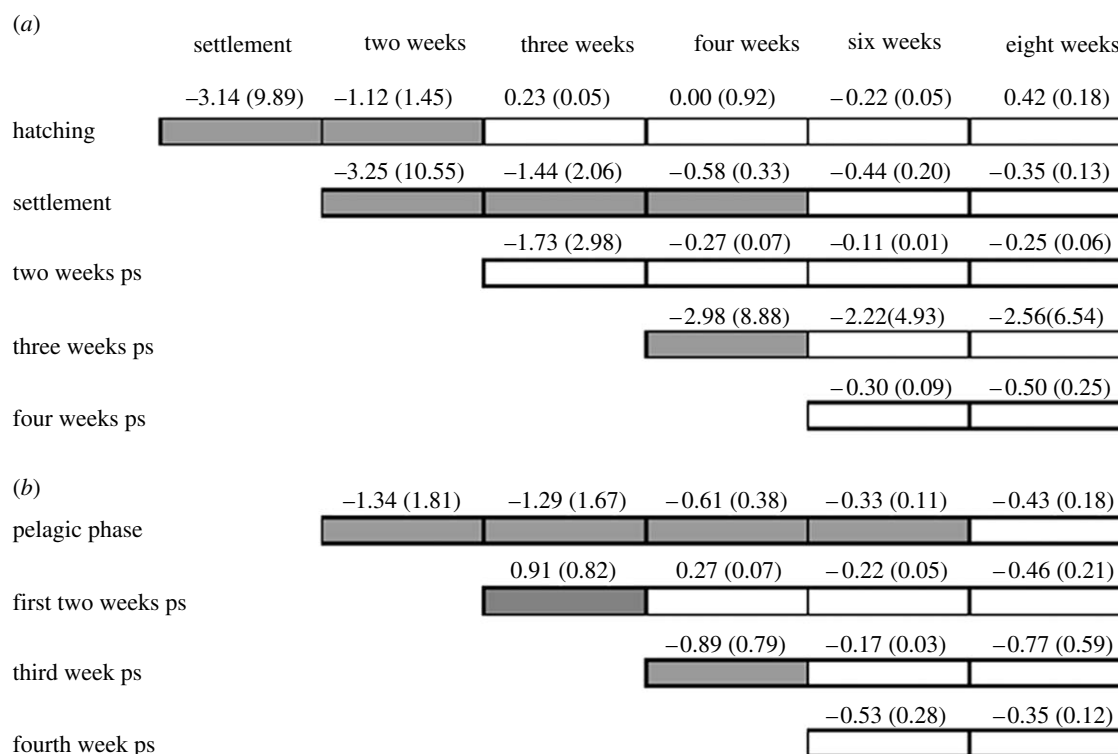 (a)
settlement two weeks three weeks four weeks six weeks eight weeks
−3.14 (9.89) −1.12 (1.45) 0.23 (0.05) 0.00 (0.92) −0.22 (0.05) 0.42 (0.18)
hatching
−3.25 (10.55) −1.44 (2.06) −0.58 (0.33) −0.44 (0.20) −0.35 (0.13)
settlement
−1.73 (2.98) −0.27 (0.07) −0.11 (0.01) −0.25 (0.06)
two weeks ps
−2.98 (8.88) −2.22(4.93) −2.56(6.54)
three weeks ps
−0.30 (0.09) −0.50 (0.25)
four weeks ps
(b)
−1.34 (1.81) −1.29 (1.67) −0.61 (0.38) −0.33 (0.11) −0.43 (0.18)
pelagic phase
0.91 (0.82) 0.27 (0.07) −0.22 (0.05) −0.46 (0.21)
first two weeks ps
−0.89 (0.79) −0.17 (0.03) −0.77 (0.59)
third week ps
−0.53 (0.28) −0.35 (0.12)
fourth week ps